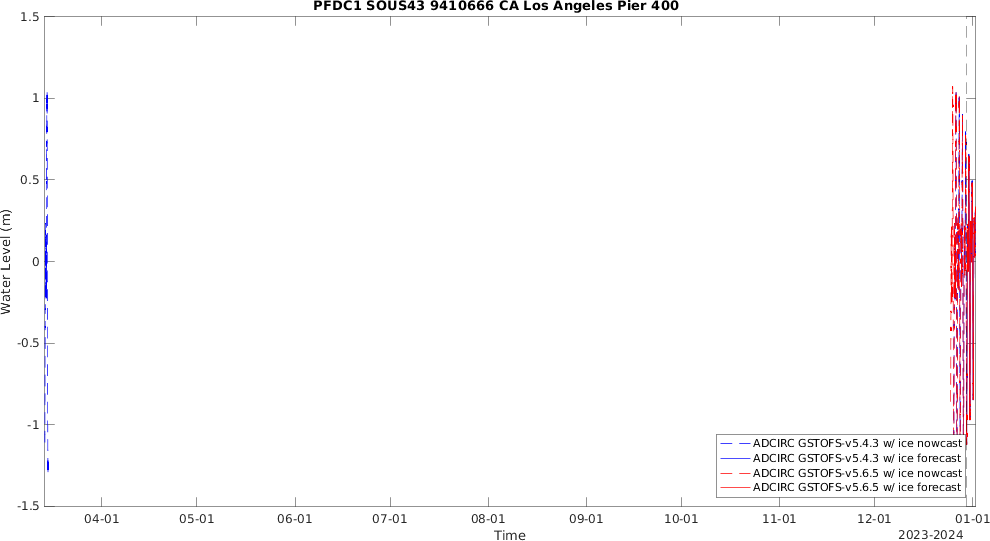 PFDC1 SOUS43 9410666 CA Los Angeles Pier 400
1.5
1
0.5
0
-0.5
-1
-1.5
Water Level (m)
ADCIRC GSTOFS-v5.4.3 w/ ice nowcast
ADCIRC GSTOFS-v5.4.3 w/ ice forecast
ADCIRC GSTOFS-v5.6.5 w/ ice nowcast
ADCIRC GSTOFS-v5.6.5 w/ ice forecast
04-01 05-01 06-01 07-01 08-01 09-01 10-01 11-01 12-01 01-01
Time
2023-2024